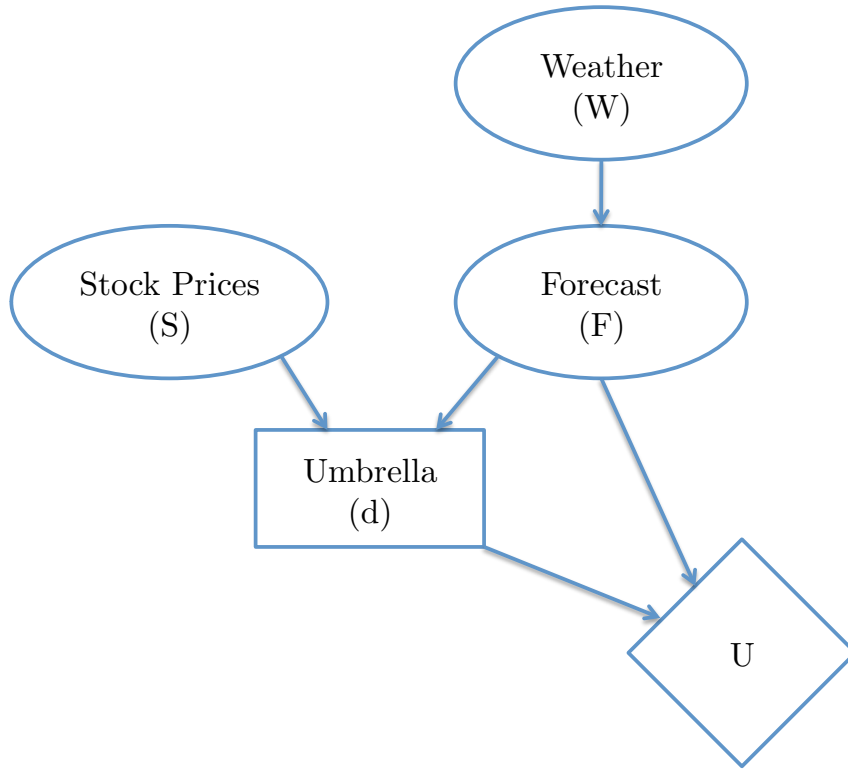 Weather
(W)
Stock Prices
(S)
Forecast
(F)
Umbrella
(d)
U